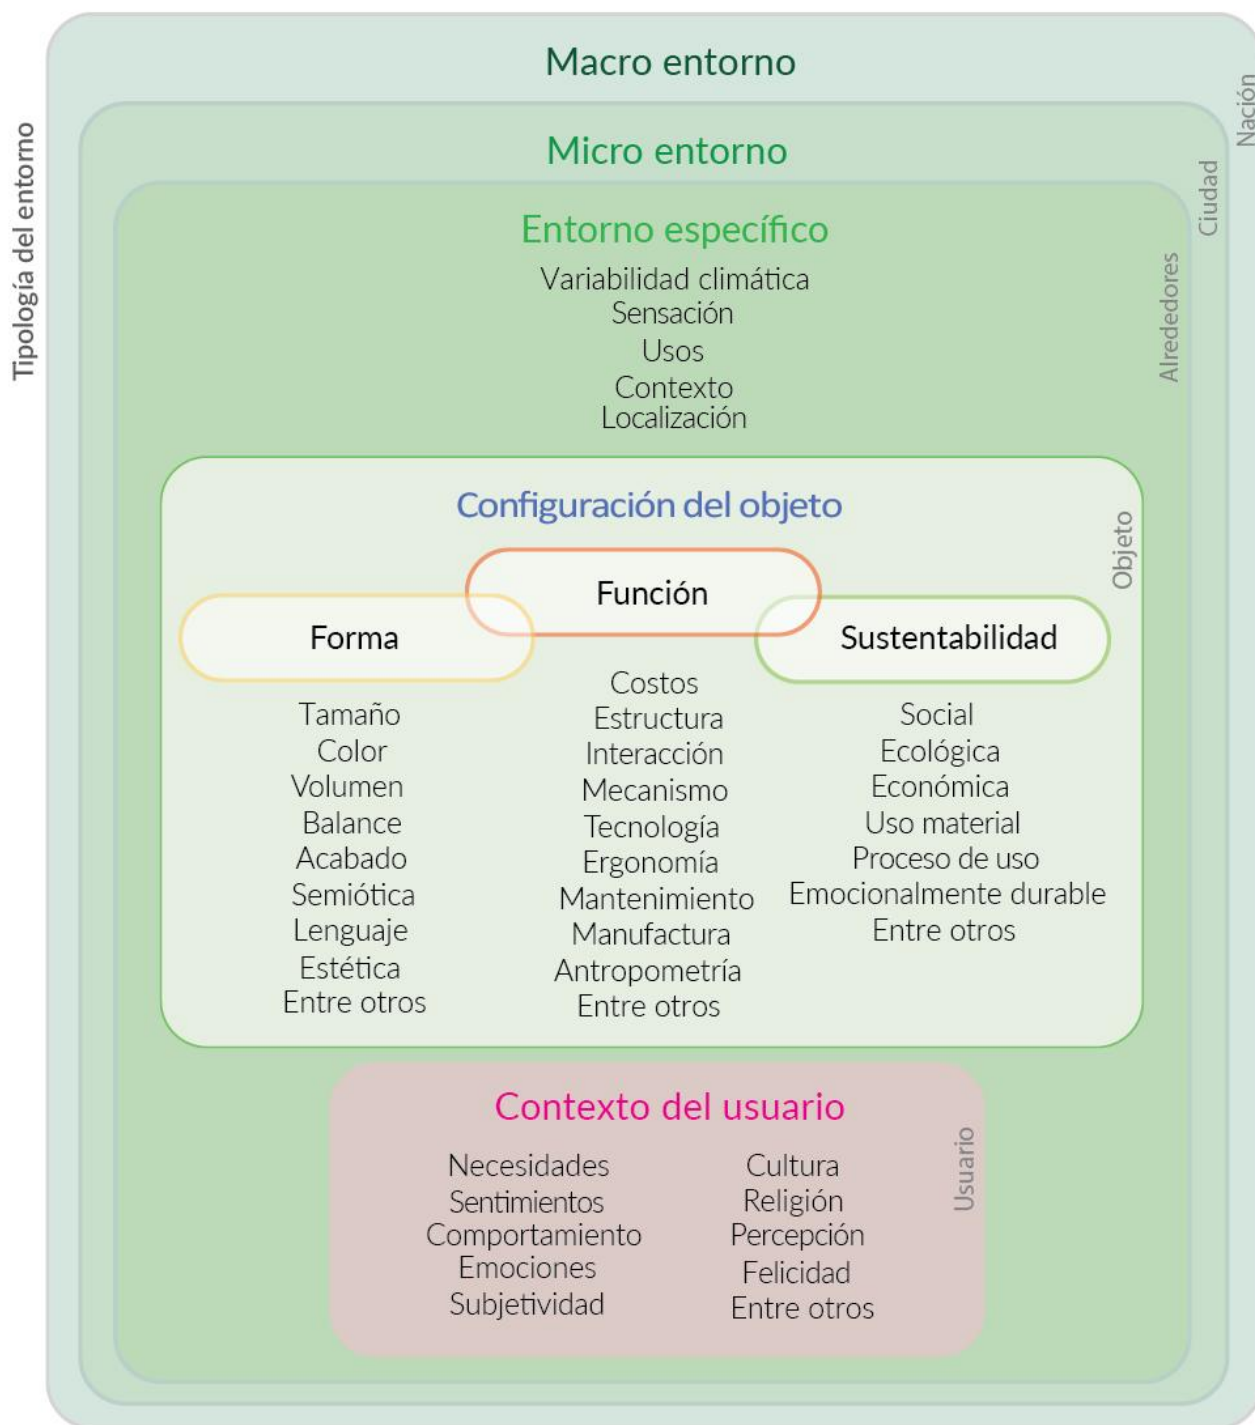 Tipología del entorno
Macro entorno
Nación
Micro entorno
Ciudad
Entorno específico
Alrededores
Variabilidad climática
Sensación
Usos
Contexto
Localización
Configuración del objeto
Objeto
Forma
Función
Sustentabilidad
Tamaño
Color
Volumen
Balance
Acabado
Semiótica
Lenguaje
Estética
Entre otros
Costos
Estructura
Interacción
Mecanismo
Tecnología
Ergonomía
Mantenimiento
Manufactura
Antropometría
Entre otros
Social
Ecológica
Económica
Uso material
Proceso de uso
Emocionalmente durable
Entre otros
Contexto del usuario
Usuario
Necesidades
Sentimientos
Comportamiento
Emociones
Subjetividad
Cultura
Religión
Percepción
Felicidad
Entre otros